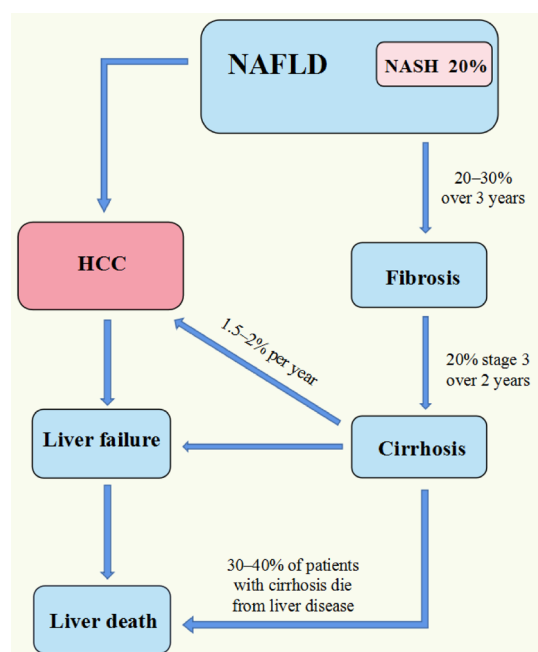 NAFLD
NASH 20%
20–30%
over 3 years
HCC
Fibrosis
1.5–2% per year
20% stage 3
over 2 years
Liver failure
Cirrhosis
30–40% of patients
with cirrhosis die
from liver disease
Liver death